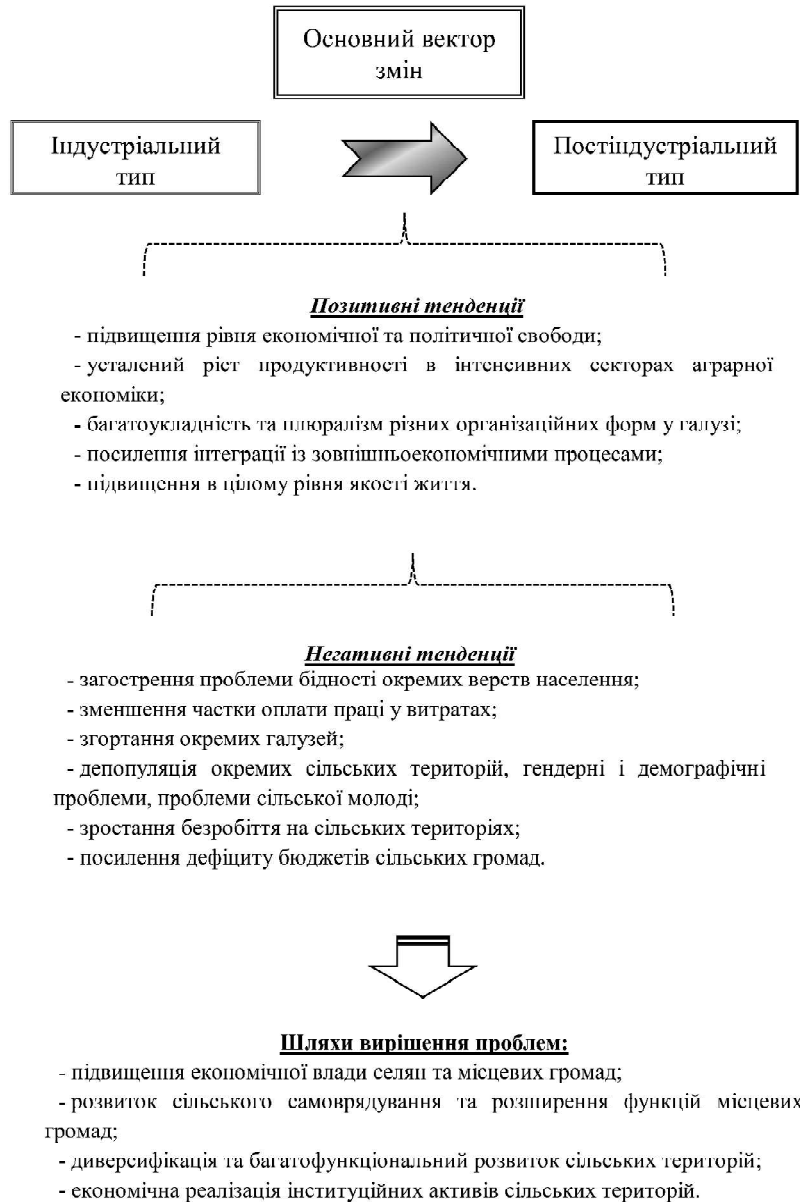 Основний вектор
змін
Індустріальний
тип
Постіндустріальний
тип
Позитивні тенденції
- підвищення рівня економічної та політичної свободи;
- усталений ріст продуктивності в інтенсивних секторах аграрної
економіки;
- багатоукладність та плюралізм різних організаційних форм у галузі;
- посилення інтеграції із зовнішньоекономічними процесами;
- підвищення в цілому рівня якості життя.
Негативні тенденції
- загострення проблеми бідності окремих верств населення;
- зменшення частки оплати праці у витратах;
- згортання окремих галузей;
- депопуляція окремих сільських територій, гендерні і демографічні
проблеми, проблеми сільської молоді;
- зростання безробіття на сільських територіях;
- посилення дефіциту бюджетів сільських громад.
Шляхи вирішення проблем:
- підвищення економічної влади селян та місцевих громад;
- розвиток сільського самоврядування та розширення функцій місцевих
громад;
- диверсифікація та багатофункціональний розвиток сільських територій;
- економічна реалізація інституційних активів сільських територій.